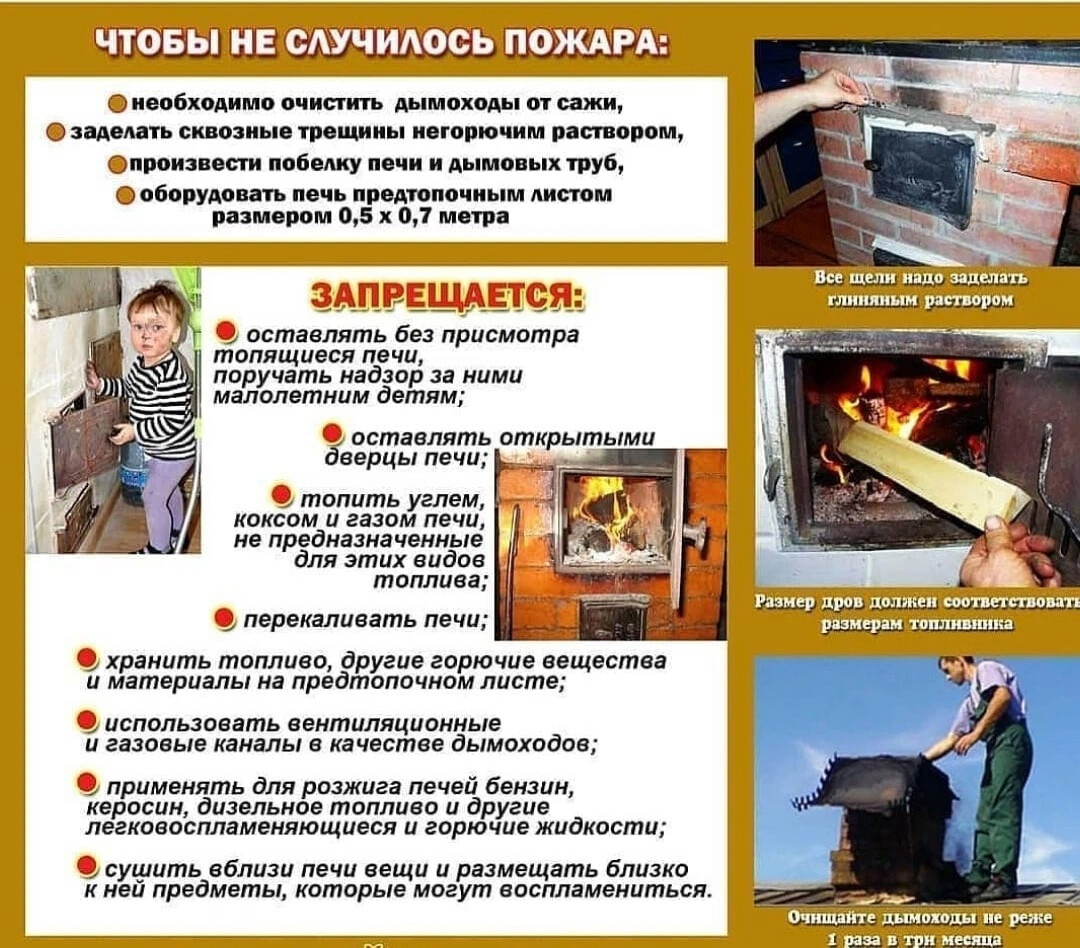 ЧТОБЫ НЕ СЛУЧИЛОСЬ ПОЖАРА:
необходимо очистить дымоходы от сажи,
заделать сквозные трещины негорючим раствором,
произвести побелку печи и дымовых труб,
оборудовать печь предтопочным листом
размером 0,5 х 0,7 метра
ЗАПРЕЩАЕТСЯ:
оставлять без присмотра
топящиеся печи,
поручать надзор за ними
малолетним детям;
оставлять открытыми
дверцы печи;
топить углем,
коксом и газом печи,
не предназначенные
для этих видов
топлива;
перекаливать печи;
хранить топливо, другие горючие вещества
и материалы на предтопочном листе;
использовать вентиляционные
и газовые каналы в качестве дымоходов;
применять для розжига печей бензин,
керосин, дизельное топливо и другие
легковоспламеняющиеся и горючие жидкости;
сушить вблизи печи вещи и размещать близко
к ней предметы, которые могут воспламениться.
Все щели надо заделать
глиняным раствором
Размер дров должен соответствовать
размерам топливника
Очищайте дымоходы не реже
1 раза в три месяца